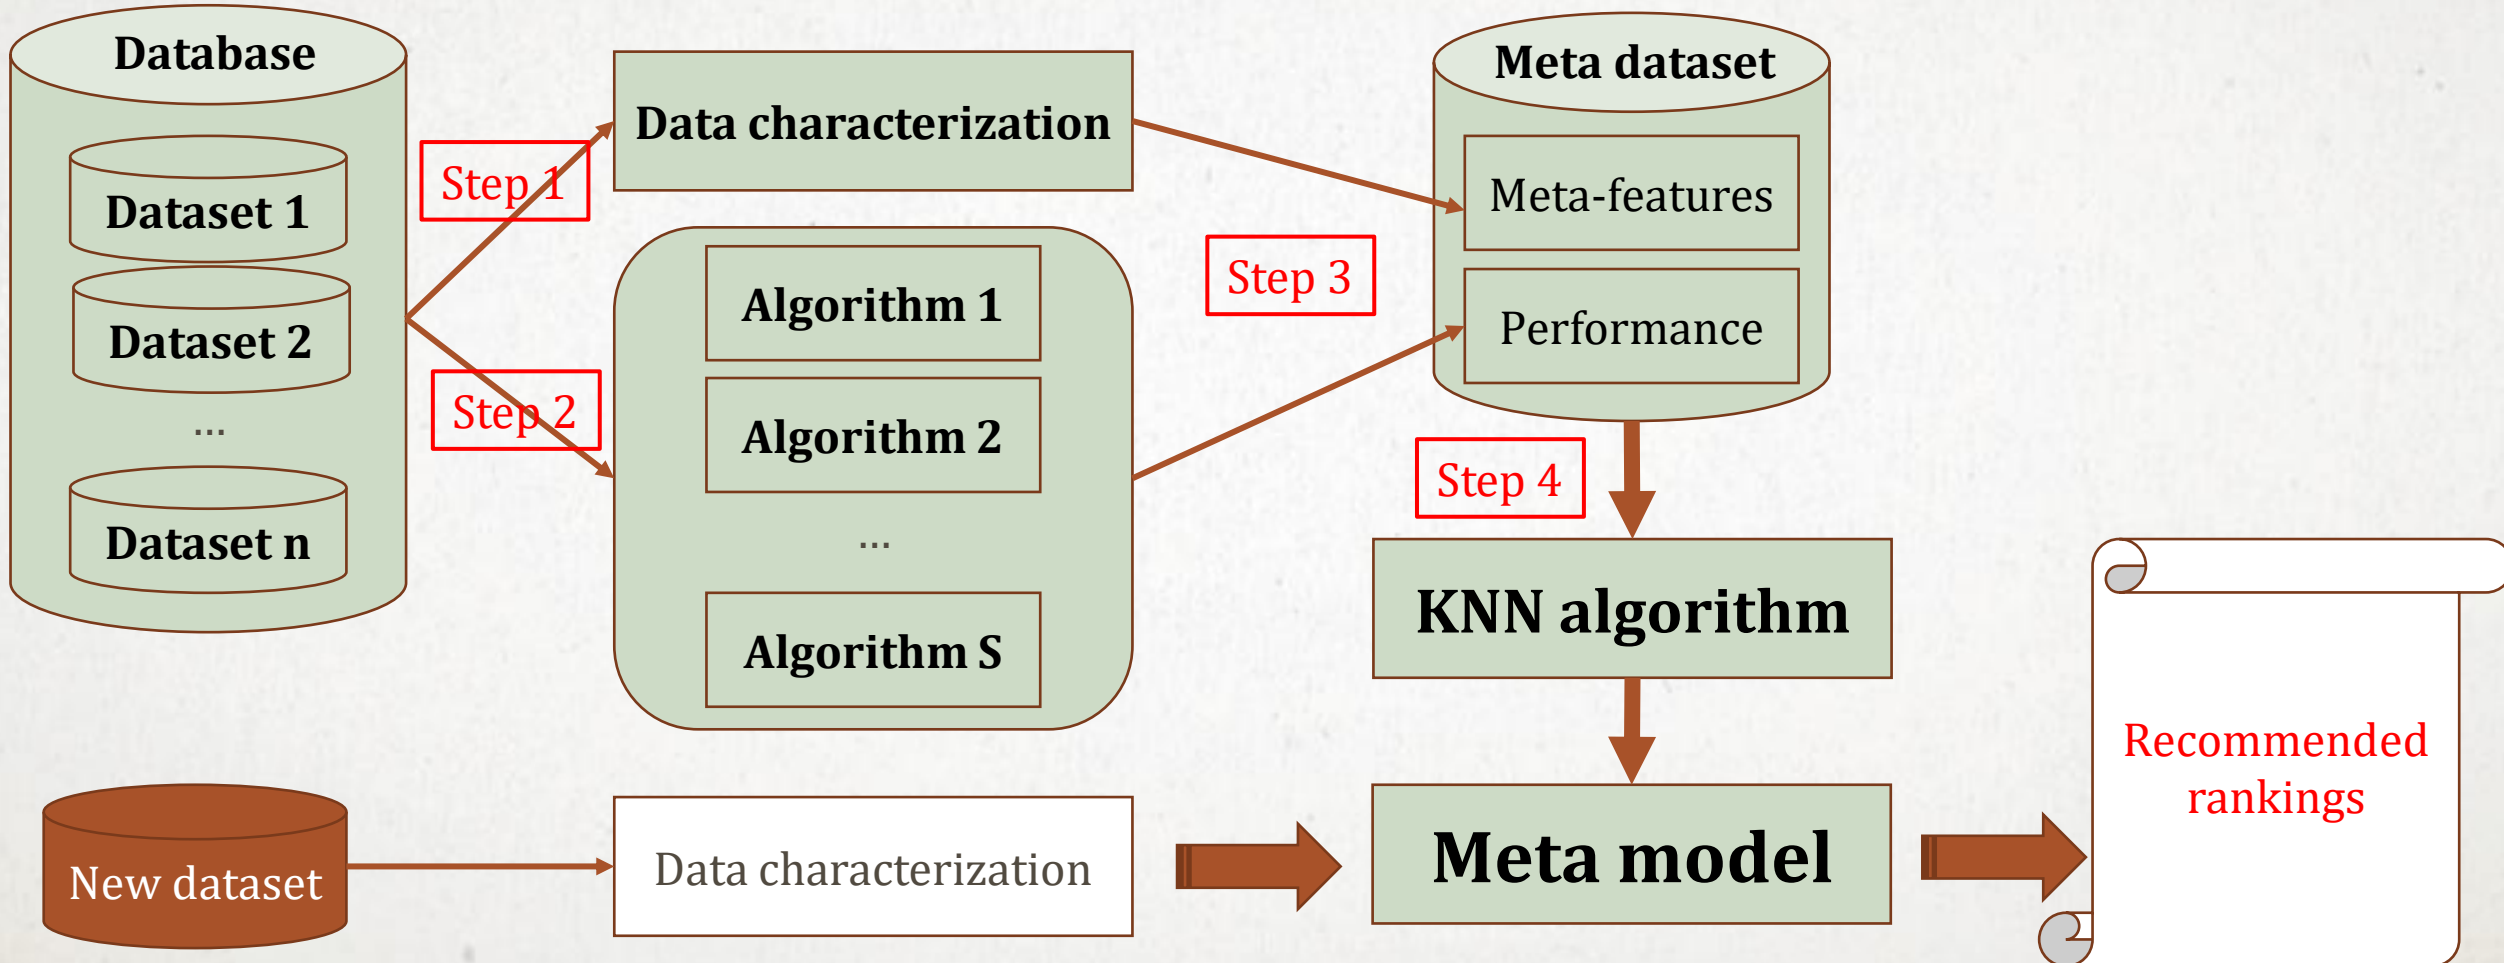 Database
Dataset 1
Dataset 2
...
Dataset n
Step 1
Step 2
Data characterization
Algorithm 1
Algorithm 2
...
Algorithm S
Step 3
Meta dataset
Meta-features
Performance
Step 4
KNN algorithm
New dataset
Data characterization
Meta model
Recommended
rankings